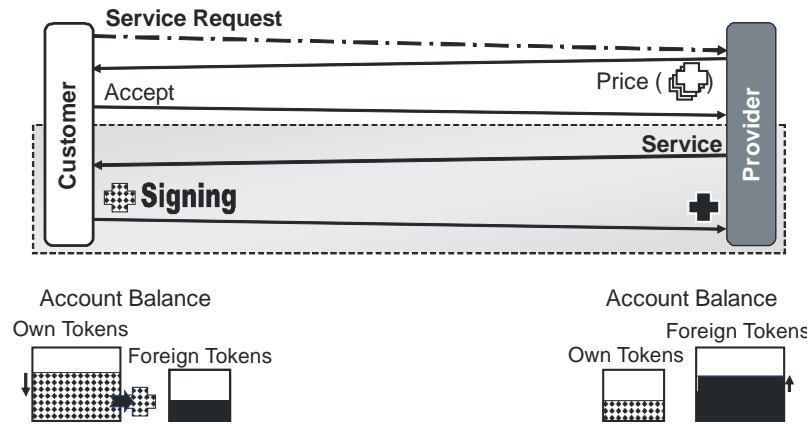 Service Request
Price ( )
Accept
Customer
Provider
Service
Signing
Account Balance
Own Tokens
Foreign Tokens
Account Balance
Foreign Tokens
Own Tokens